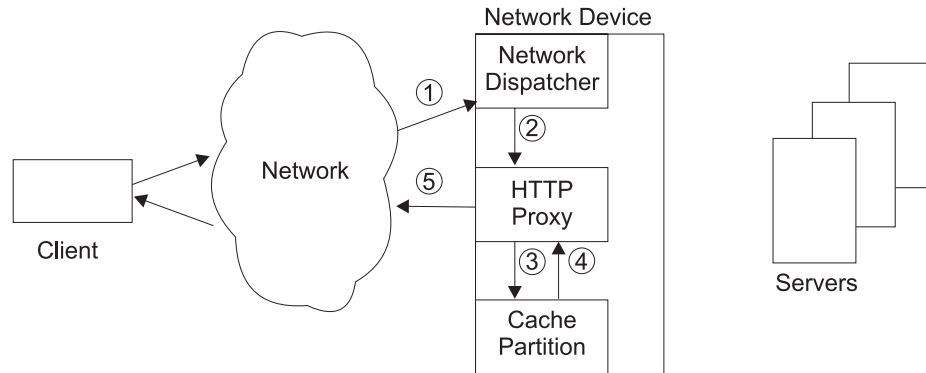 Network Device
Network
Dispatcher
①
②
Network
⑤
HTTP
Proxy
Client
③
④
Servers
Cache
Partition